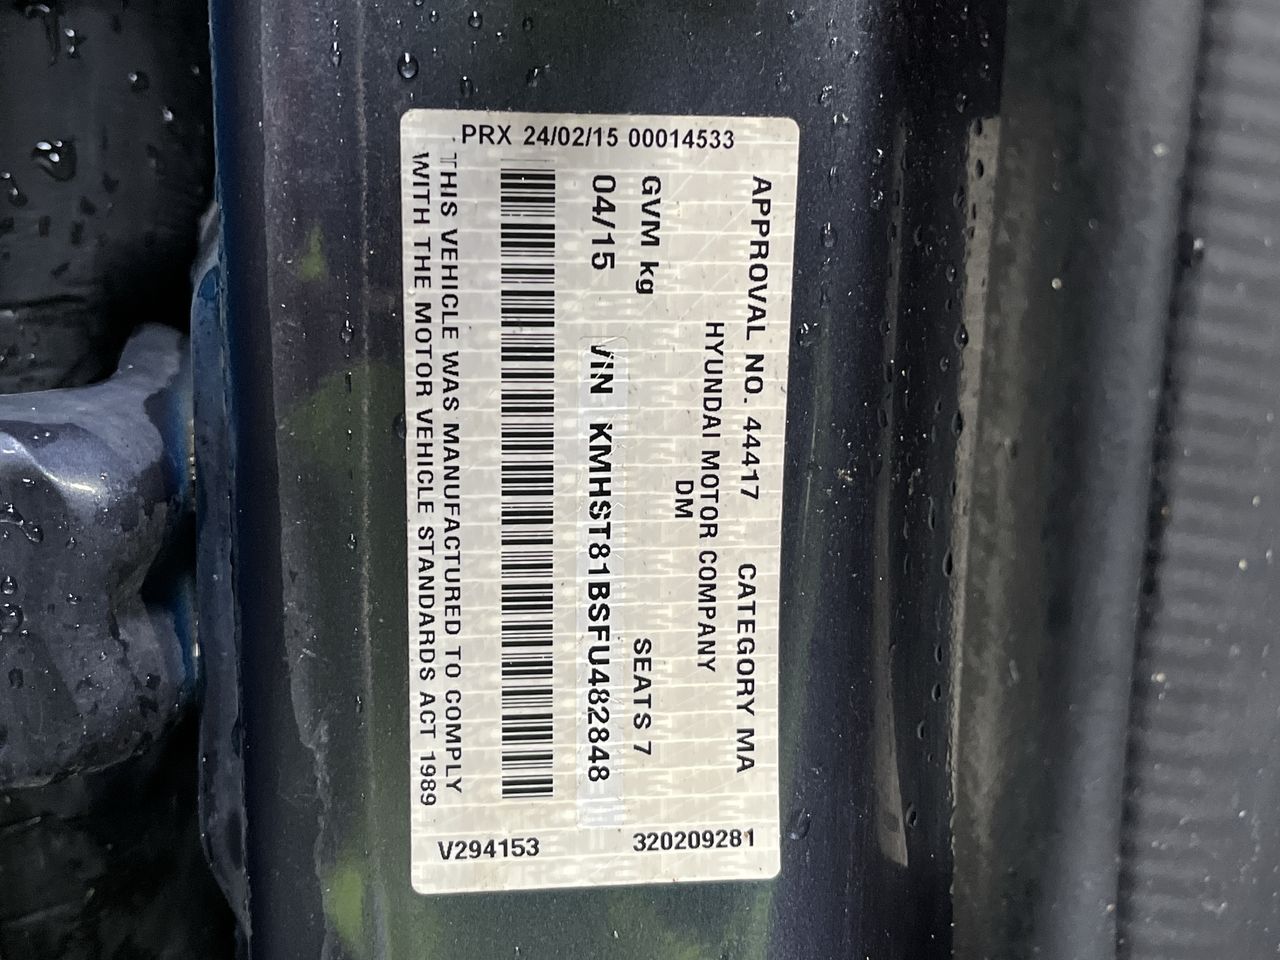 PRX 24/02/15 00014533
APPROVAL NO. 44417 CATEGORY MA
HYUNDAI MOTOR COMPANY
DM
GVM kg SEATS 7
04/15 VIN KMHST81BSFU482848
THIS VEHICLE WAS MANUFACTURED TO COMPLY
WITH THE MOTOR VEHICLE STANDARDS ACT 1989
V294153 320209281